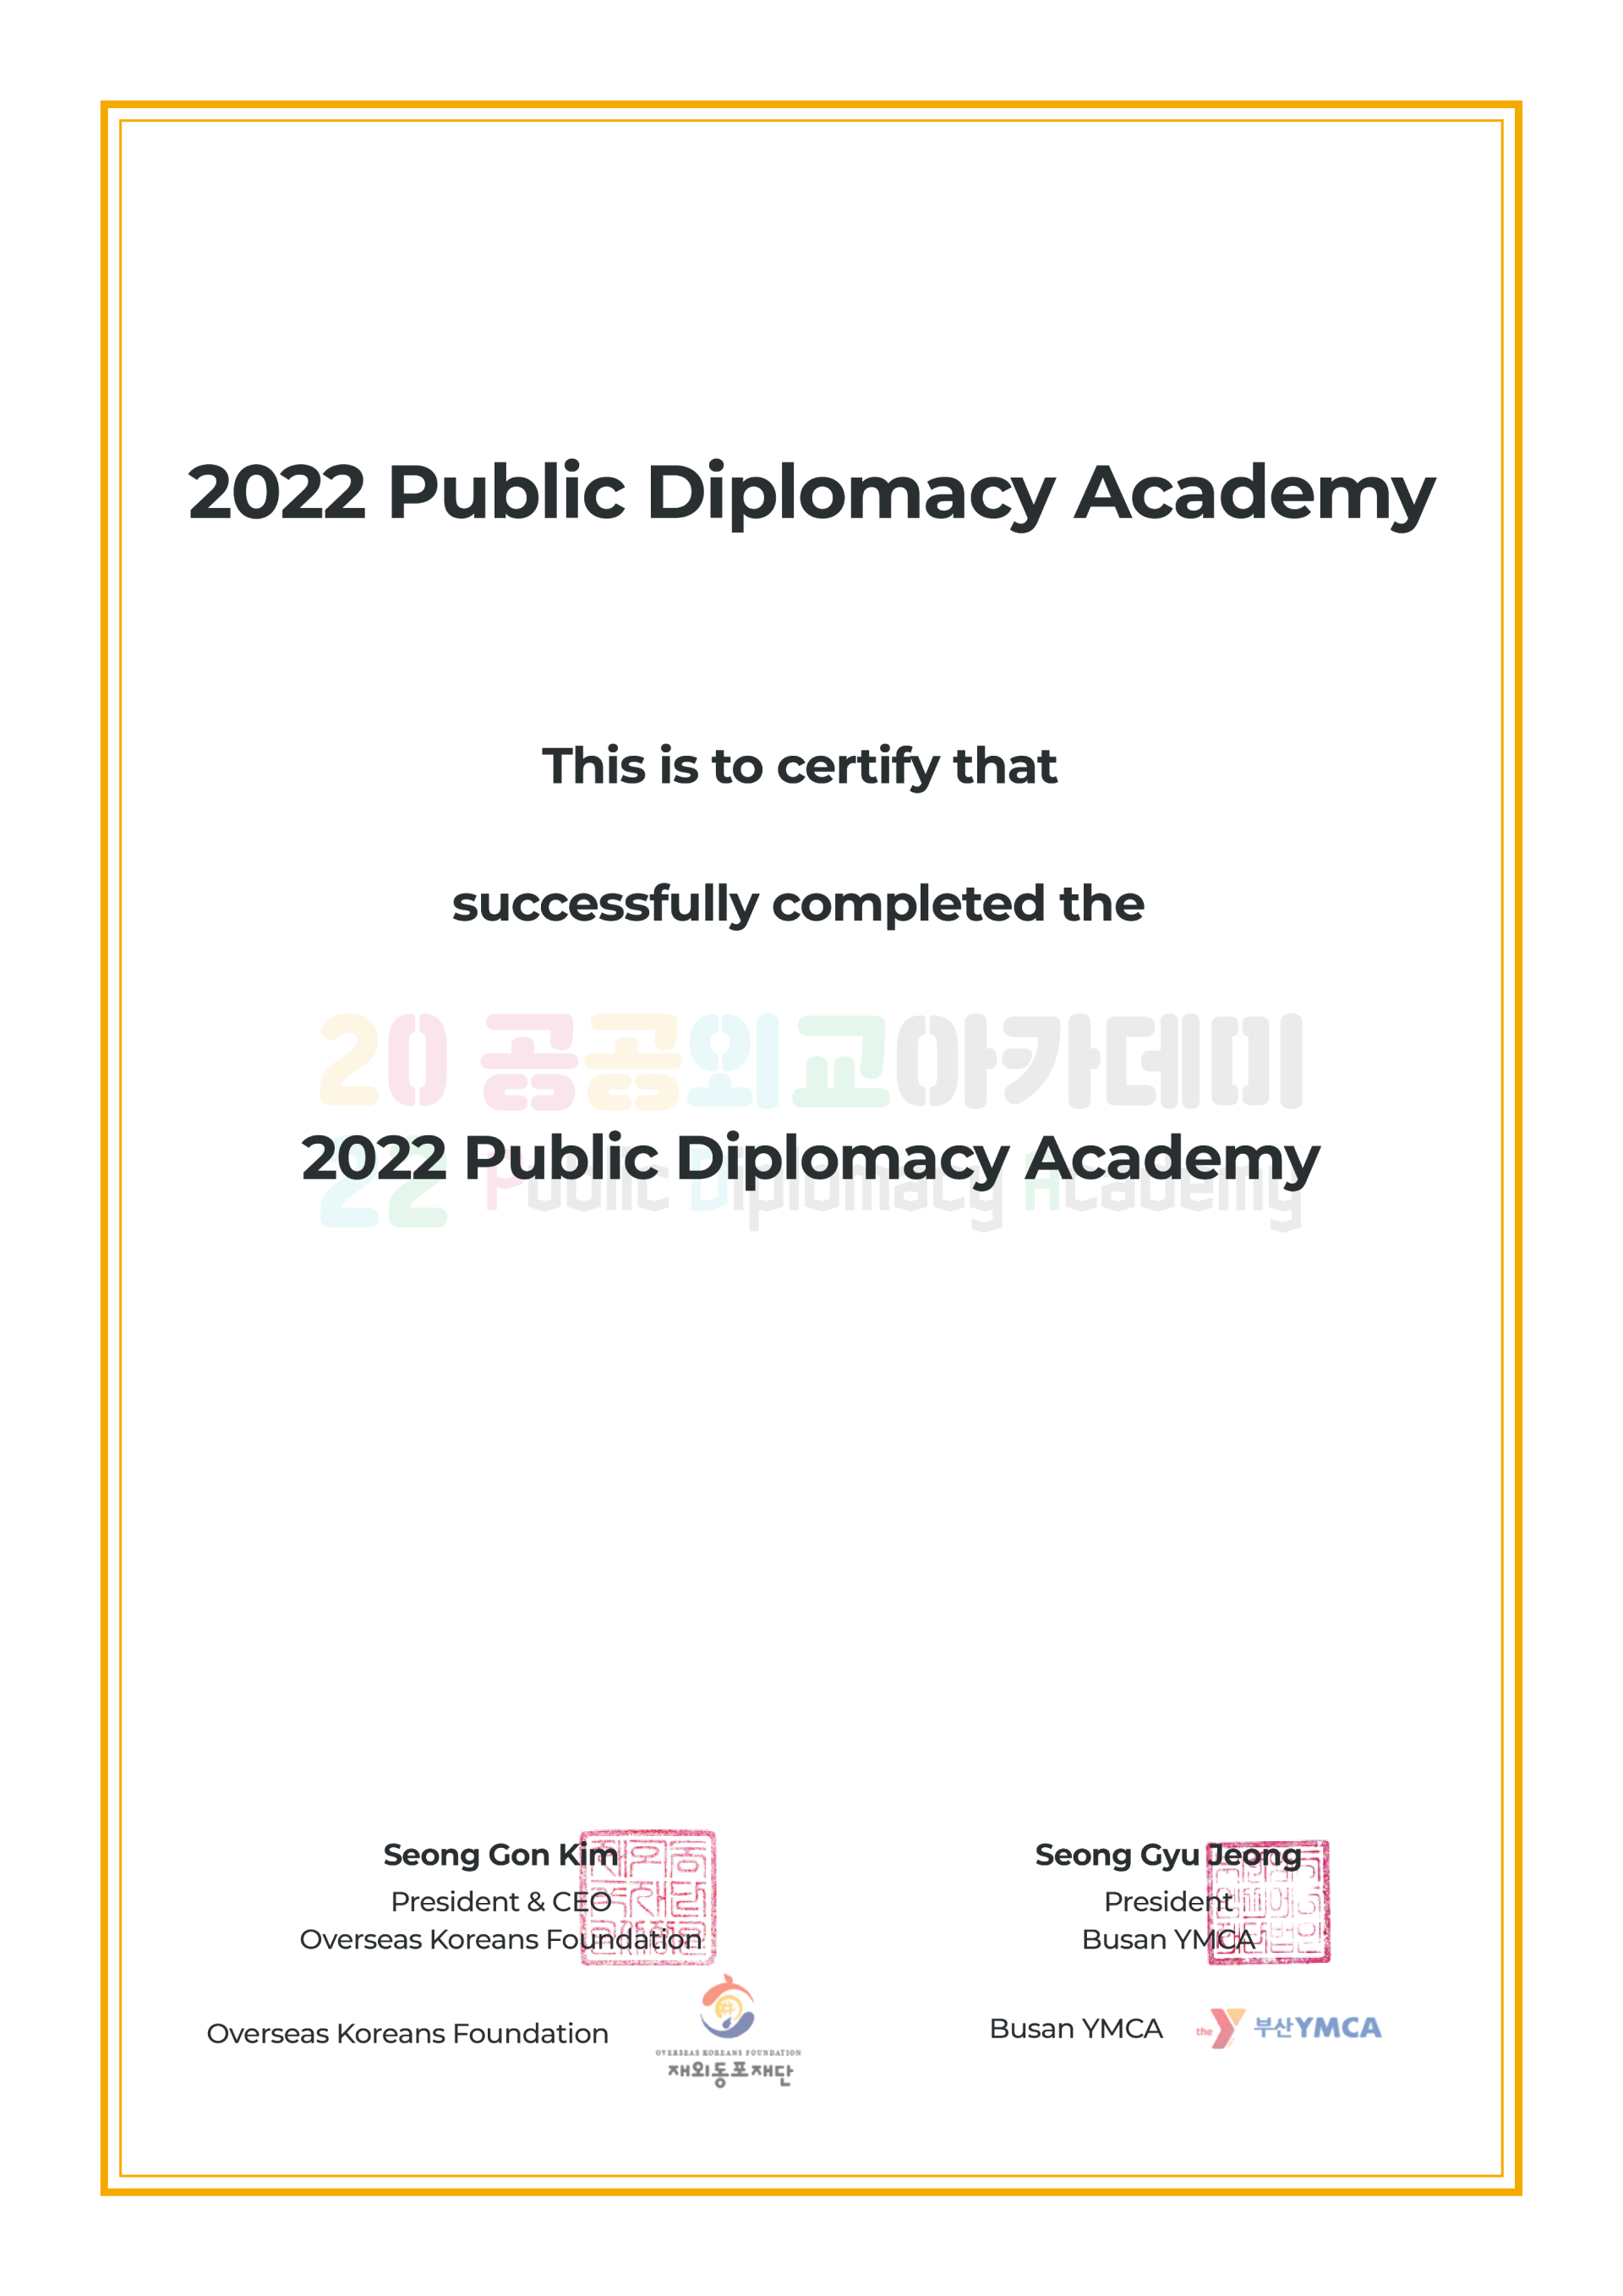 2022 Public Diplomacy Academy
This is to certify that
successfully completed the
20 공공외교아카데미
2022 Public Diplomacy Academy
22 Public Diplomacy Academy
Seong Gon Kim
President & CEO
Overseas Koreans Foundation
Seong Gyu Jeong
President
Busan YMCA
Overseas Koreans Foundation
OVERSEAS KOREANS FOUNDATION
재외동포재단
Busan YMCA
the 부산YMCA